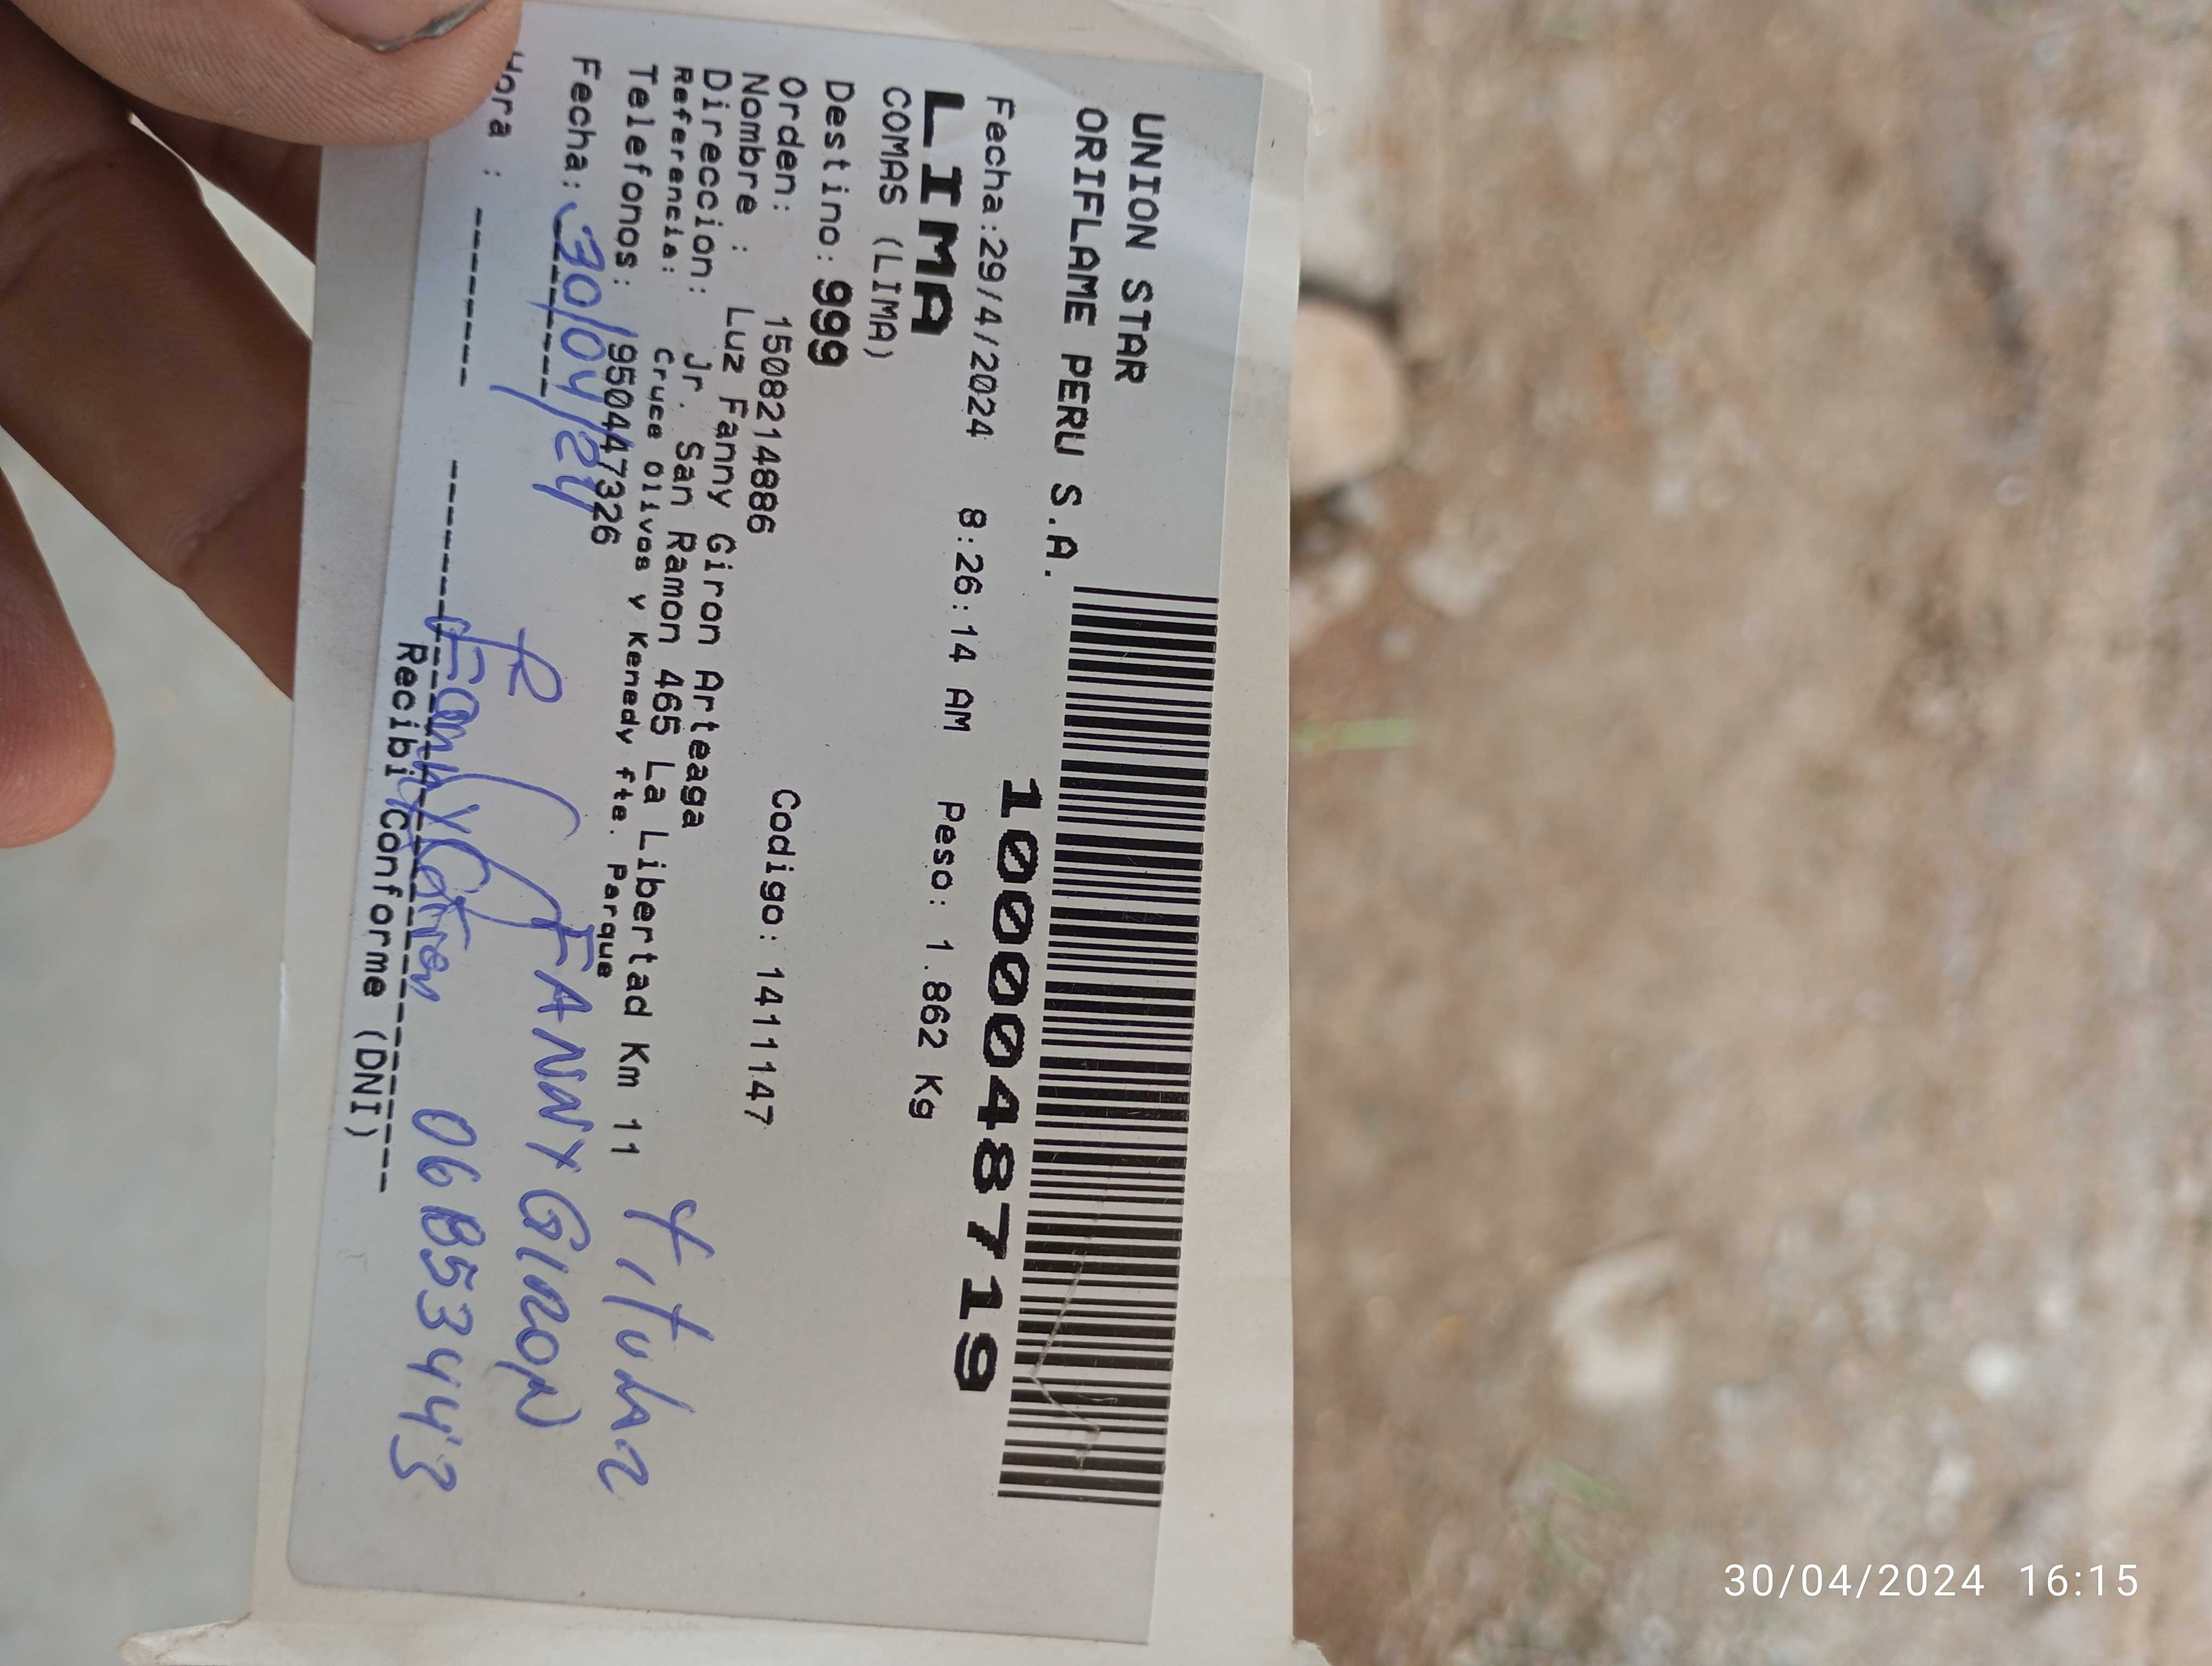 UNION STAR
ORIFLAME PERU S.A.
10000048719
Fecha:29/4/2024 8:26:14 AM Peso: 1.862 Kg
LIMA
COMAS (LIMA)
Destino: 999
Orden: 1508214886 Codigo: 1411147
Nombre : Luz Fanny Giron Arteaga
Direccion: Jr. San Ramon 465 La Libertad Km 11
Referencia: Cruce Olivos y Kenedy fte. Parque
Telefonos: 950447326
titular
Fecha: 30/04/24
FANNY GIRON
Hora :
Fanny Giron
Recibi Conforme (DNI)
30/04/2024 16:15